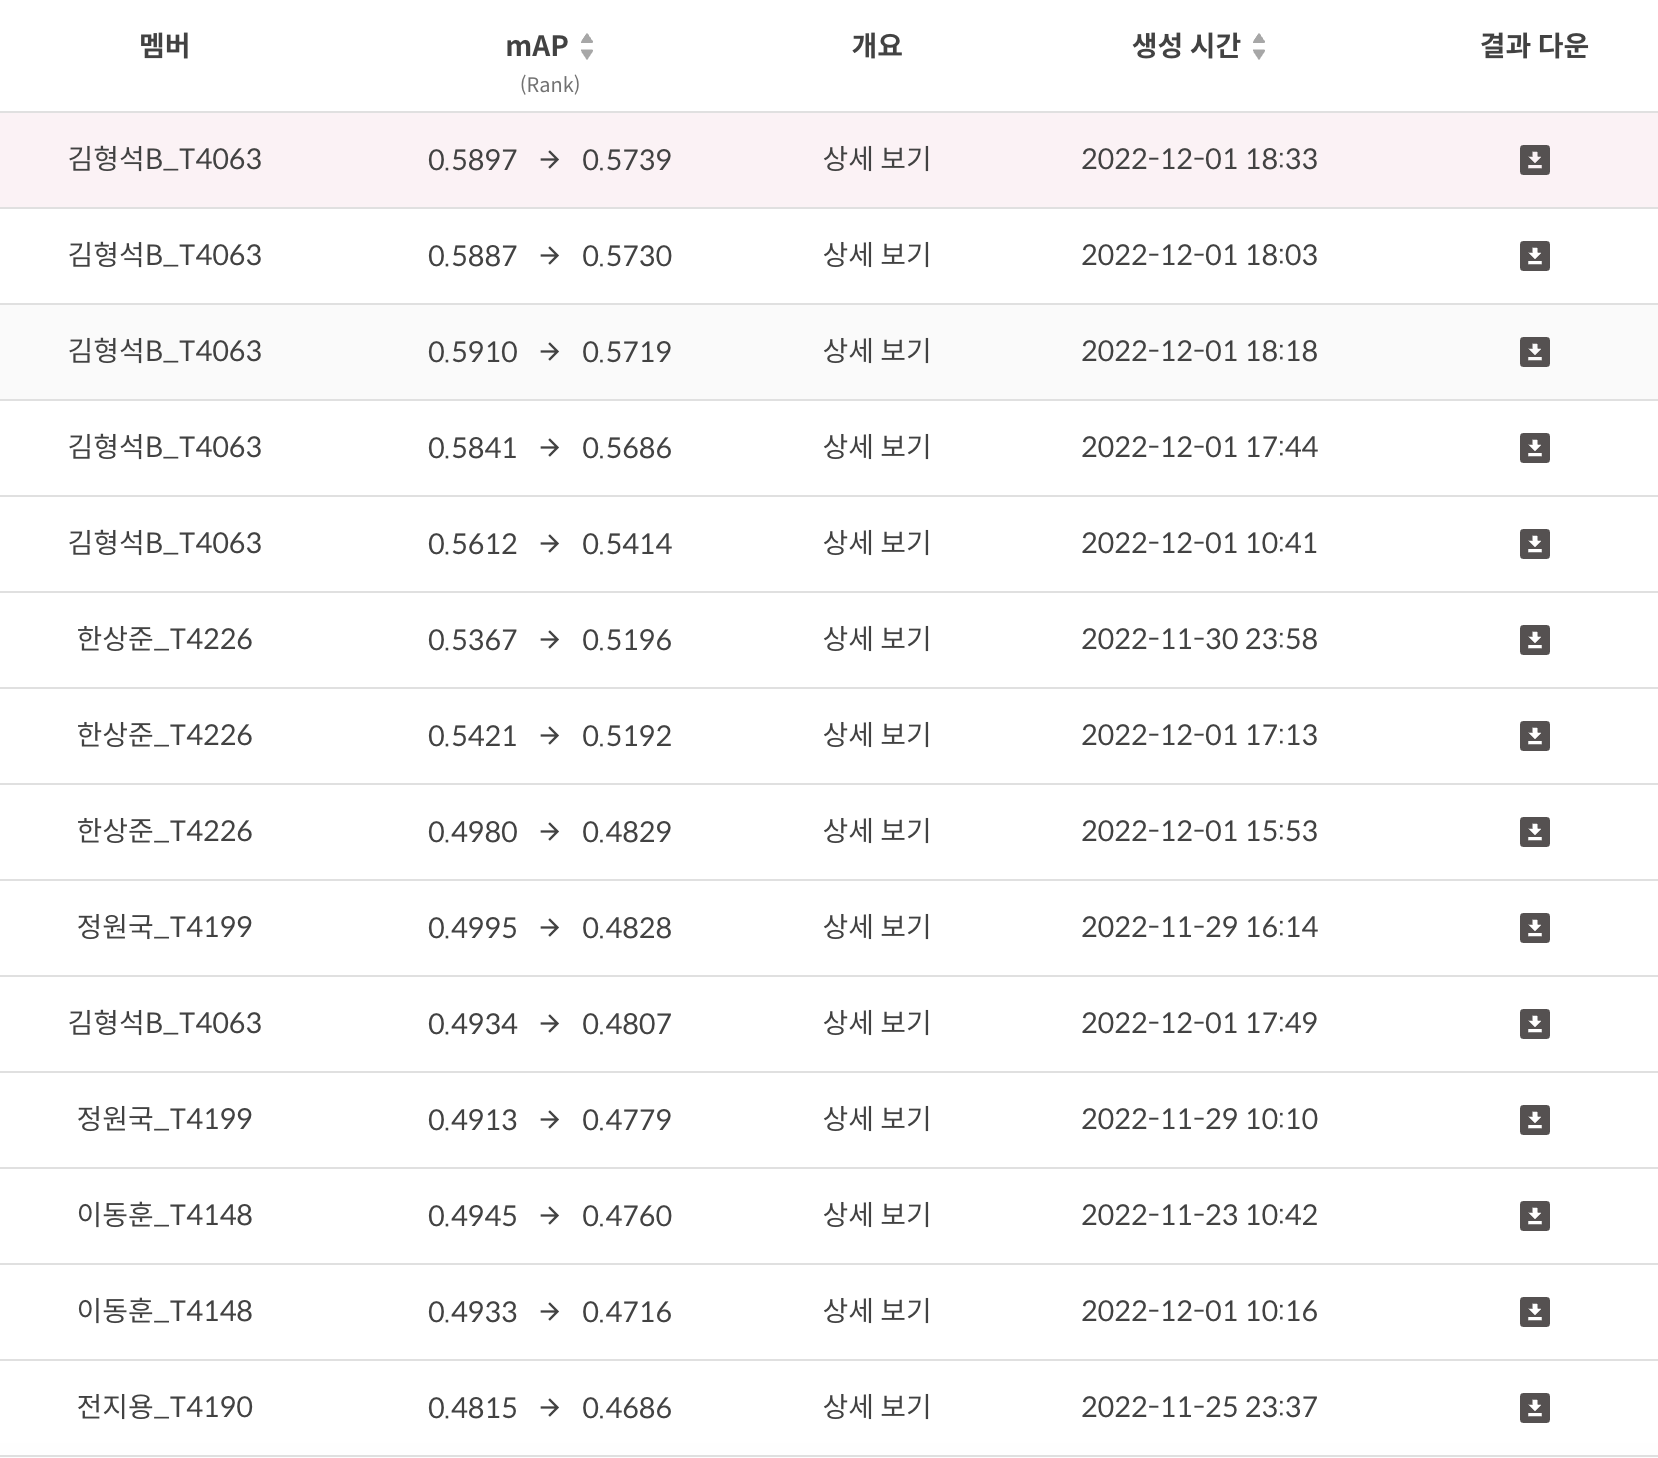 멤버 mAP 개요 생성 시간 결과 다운
(Rank)
김형석B_T4063 0.5897 → 0.5739 상세 보기 2022-12-01 18:33
김형석B_T4063 0.5887 → 0.5730 상세 보기 2022-12-01 18:03
김형석B_T4063 0.5910 → 0.5719 상세 보기 2022-12-01 18:18
김형석B_T4063 0.5841 → 0.5686 상세 보기 2022-12-01 17:44
김형석B_T4063 0.5612 → 0.5414 상세 보기 2022-12-01 10:41
한상준_T4226 0.5367 → 0.5196 상세 보기 2022-11-30 23:58
한상준_T4226 0.5421 → 0.5192 상세 보기 2022-12-01 17:13
한상준_T4226 0.4980 → 0.4829 상세 보기 2022-12-01 15:53
정원국_T4199 0.4995 → 0.4828 상세 보기 2022-11-29 16:14
김형석B_T4063 0.4934 → 0.4807 상세 보기 2022-12-01 17:49
정원국_T4199 0.4913 → 0.4779 상세 보기 2022-11-29 10:10
이동훈_T4148 0.4945 → 0.4760 상세 보기 2022-11-23 10:42
이동훈_T4148 0.4933 → 0.4716 상세 보기 2022-12-01 10:16
전지용_T4190 0.4815 → 0.4686 상세 보기 2022-11-25 23:37